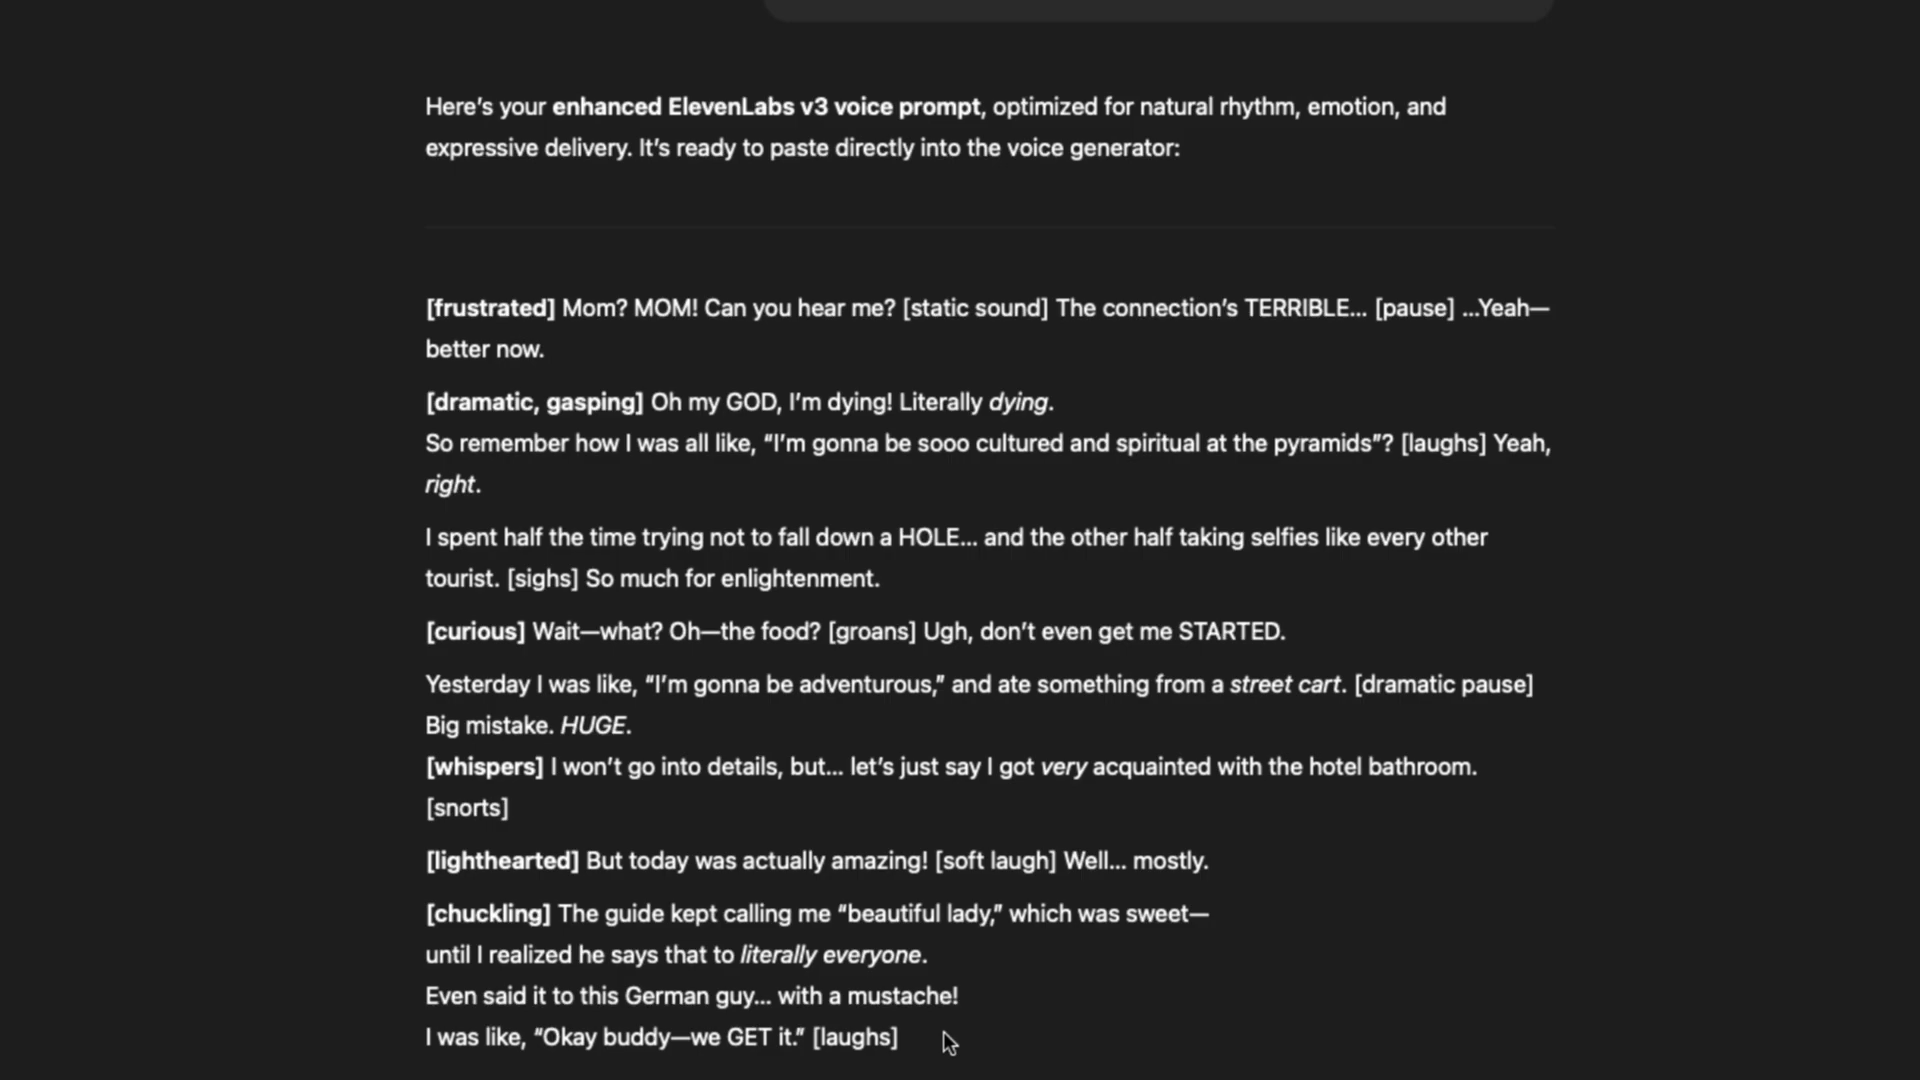 Here’s your enhanced ElevenLabs v3 voice prompt, optimized for natural rhythm, emotion, and
expressive delivery. It’s ready to paste directly into the voice generator:
[frustrated] Mom? MOM! Can you hear me? [static sound] The connection’s TERRIBLE... [pause] ...Yeah—
better now.
[dramatic, gasping] Oh my GOD, I’m dying! Literally dying.
So remember how I was all like, “I’m gonna be sooo cultured and spiritual at the pyramids”? [laughs] Yeah,
right.
I spent half the time trying not to fall down a HOLE... and the other half taking selfies like every other
tourist. [sighs] So much for enlightenment.
[curious] Wait—what? Oh—the food? [groans] Ugh, don’t even get me STARTED.
Yesterday I was like, “I’m gonna be adventurous,” and ate something from a street cart. [dramatic pause]
Big mistake. HUGE.
[whispers] I won’t go into details, but... let’s just say I got very acquainted with the hotel bathroom.
[snorts]
[lighthearted] But today was actually amazing! [soft laugh] Well... mostly.
[chuckling] The guide kept calling me “beautiful lady,” which was sweet—
until I realized he says that to literally everyone.
Even said it to this German guy... with a mustache!
I was like, “Okay buddy—we GET it.” [laughs]